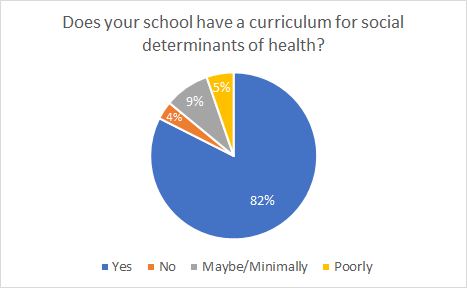 Does your school have a curriculum for social
determinants of health?
5%
9%
4%
82%
Yes No Maybe/Minimally Poorly